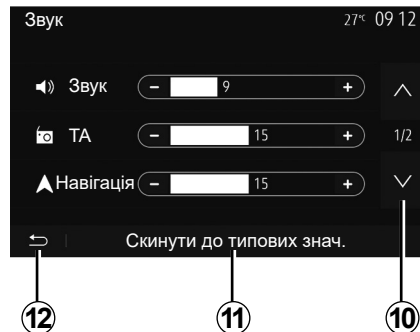 Звук 27°C 09 12
Звук - 9 +
TA - 15 + 1/2
Навігація - 15 +
Скинути до типових знач.
12 11 10